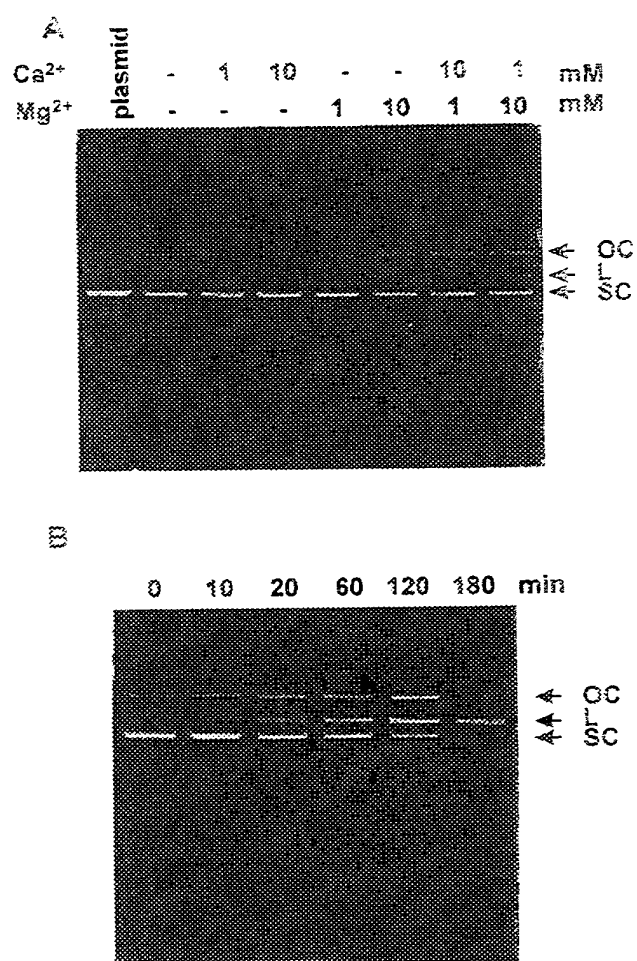 A
plasmid
Ca²⁺ - 1 10 - - 10 1 mM
Mg²⁺ - - - 1 10 1 10 mM
OC
L
SC
B
0 10 20 60 120 180 min
OC
L
SC